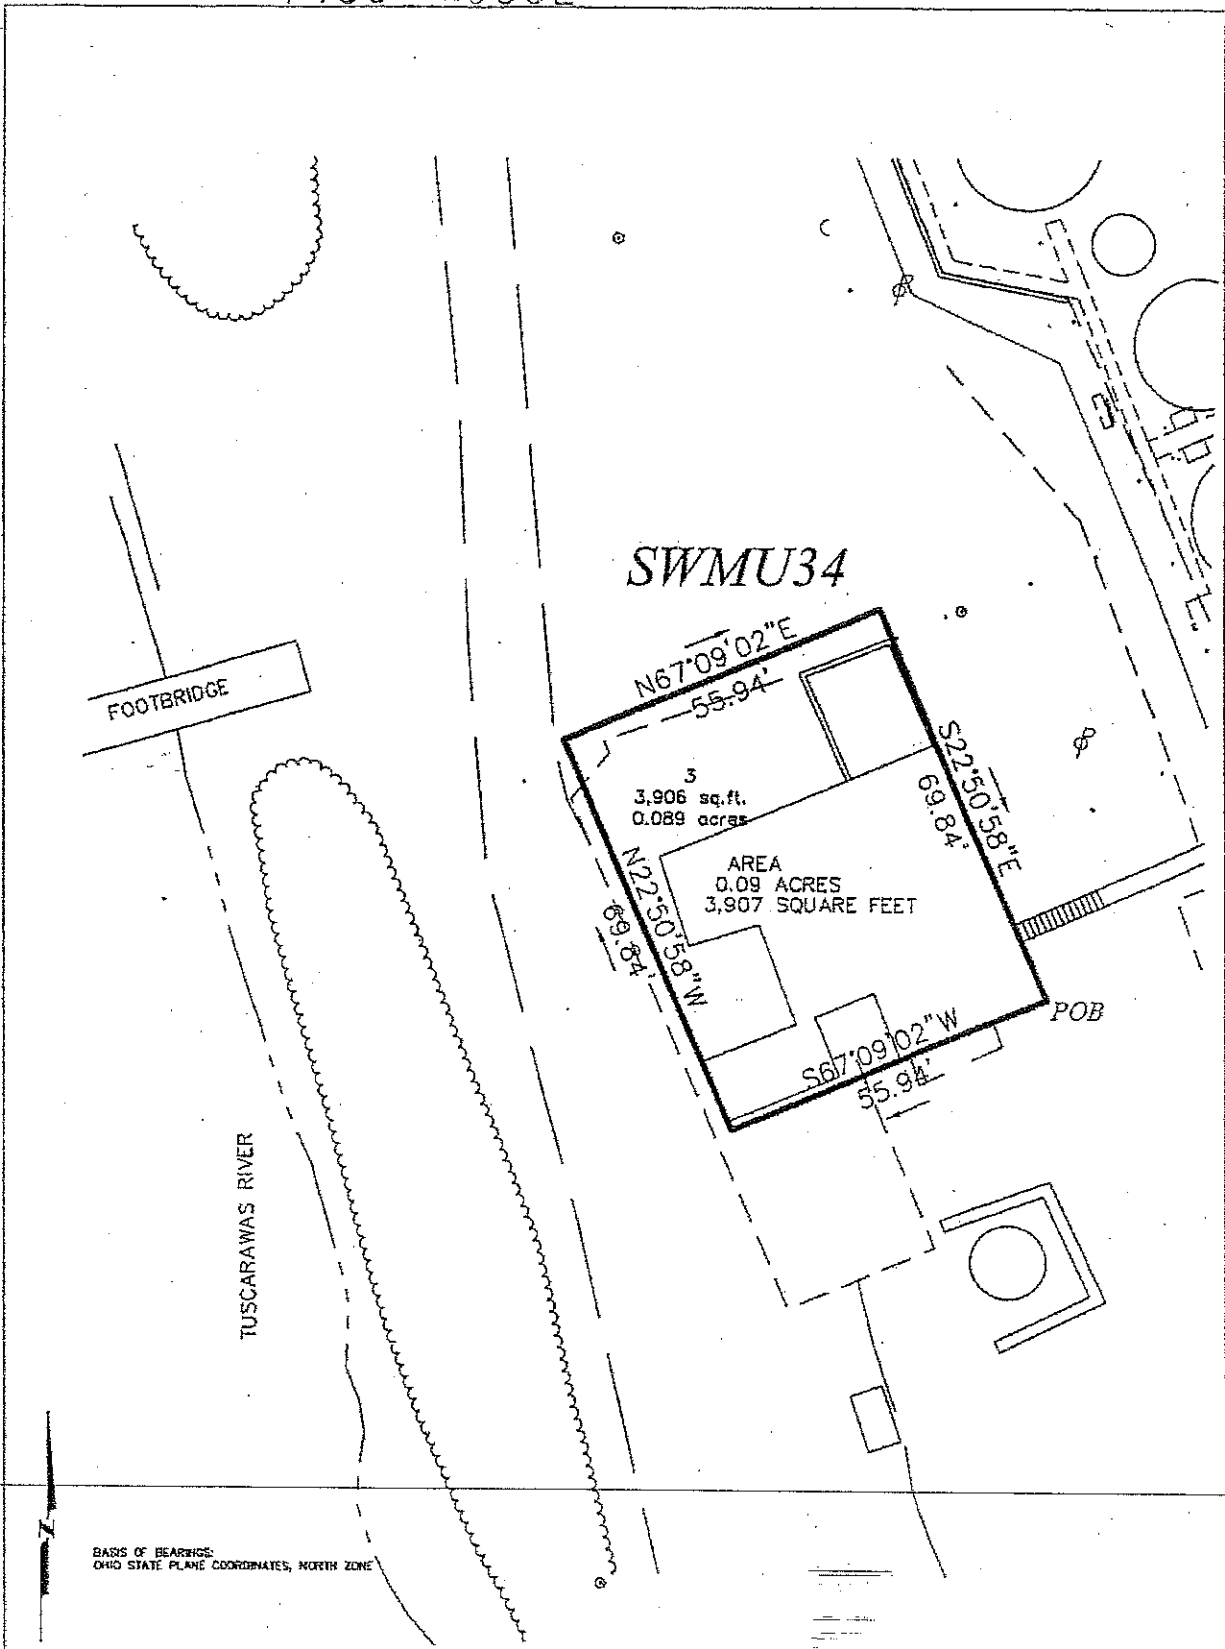 SWMU34
N67°09'02"E
55.94'
FOOTBRIDGE
3
3,906 sq.ft.
0.089 acres
S22°50'58"E
69.84'
AREA
0.09 ACRES
3,907 SQUARE FEET
N22°50'58"W
69.84'
POB
S67°09'02"W
55.94'
TUSCARAWAS RIVER
N
BASIS OF BEARINGS:
OHIO STATE PLANE COORDINATES, NORTH ZONE